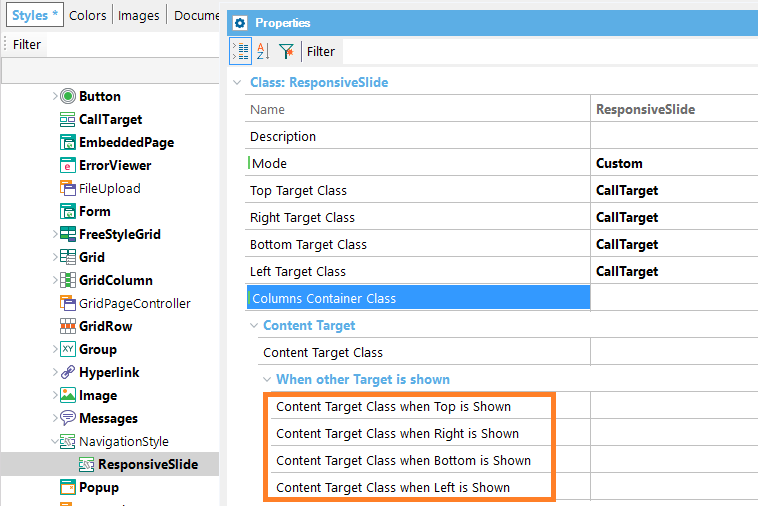 Styles *
Colors
Images
Docume
Filter
Button
CallTarget
EmbeddedPage
ErrorViewer
FileUpload
Form
FreeStyleGrid
Grid
GridColumn
GridPageController
GridRow
Group
Hyperlink
Image
Messages
NavigationStyle
ResponsiveSlide
Popup
Properties
Filter
Class: ResponsiveSlide
Name ResponsiveSlide
Description
Mode Custom
Top Target Class CallTarget
Right Target Class CallTarget
Bottom Target Class CallTarget
Left Target Class CallTarget
Columns Container Class
Content Target
Content Target Class
When other Target is shown
Content Target Class when Top is Shown
Content Target Class when Right is Shown
Content Target Class when Bottom is Shown
Content Target Class when Left is Shown